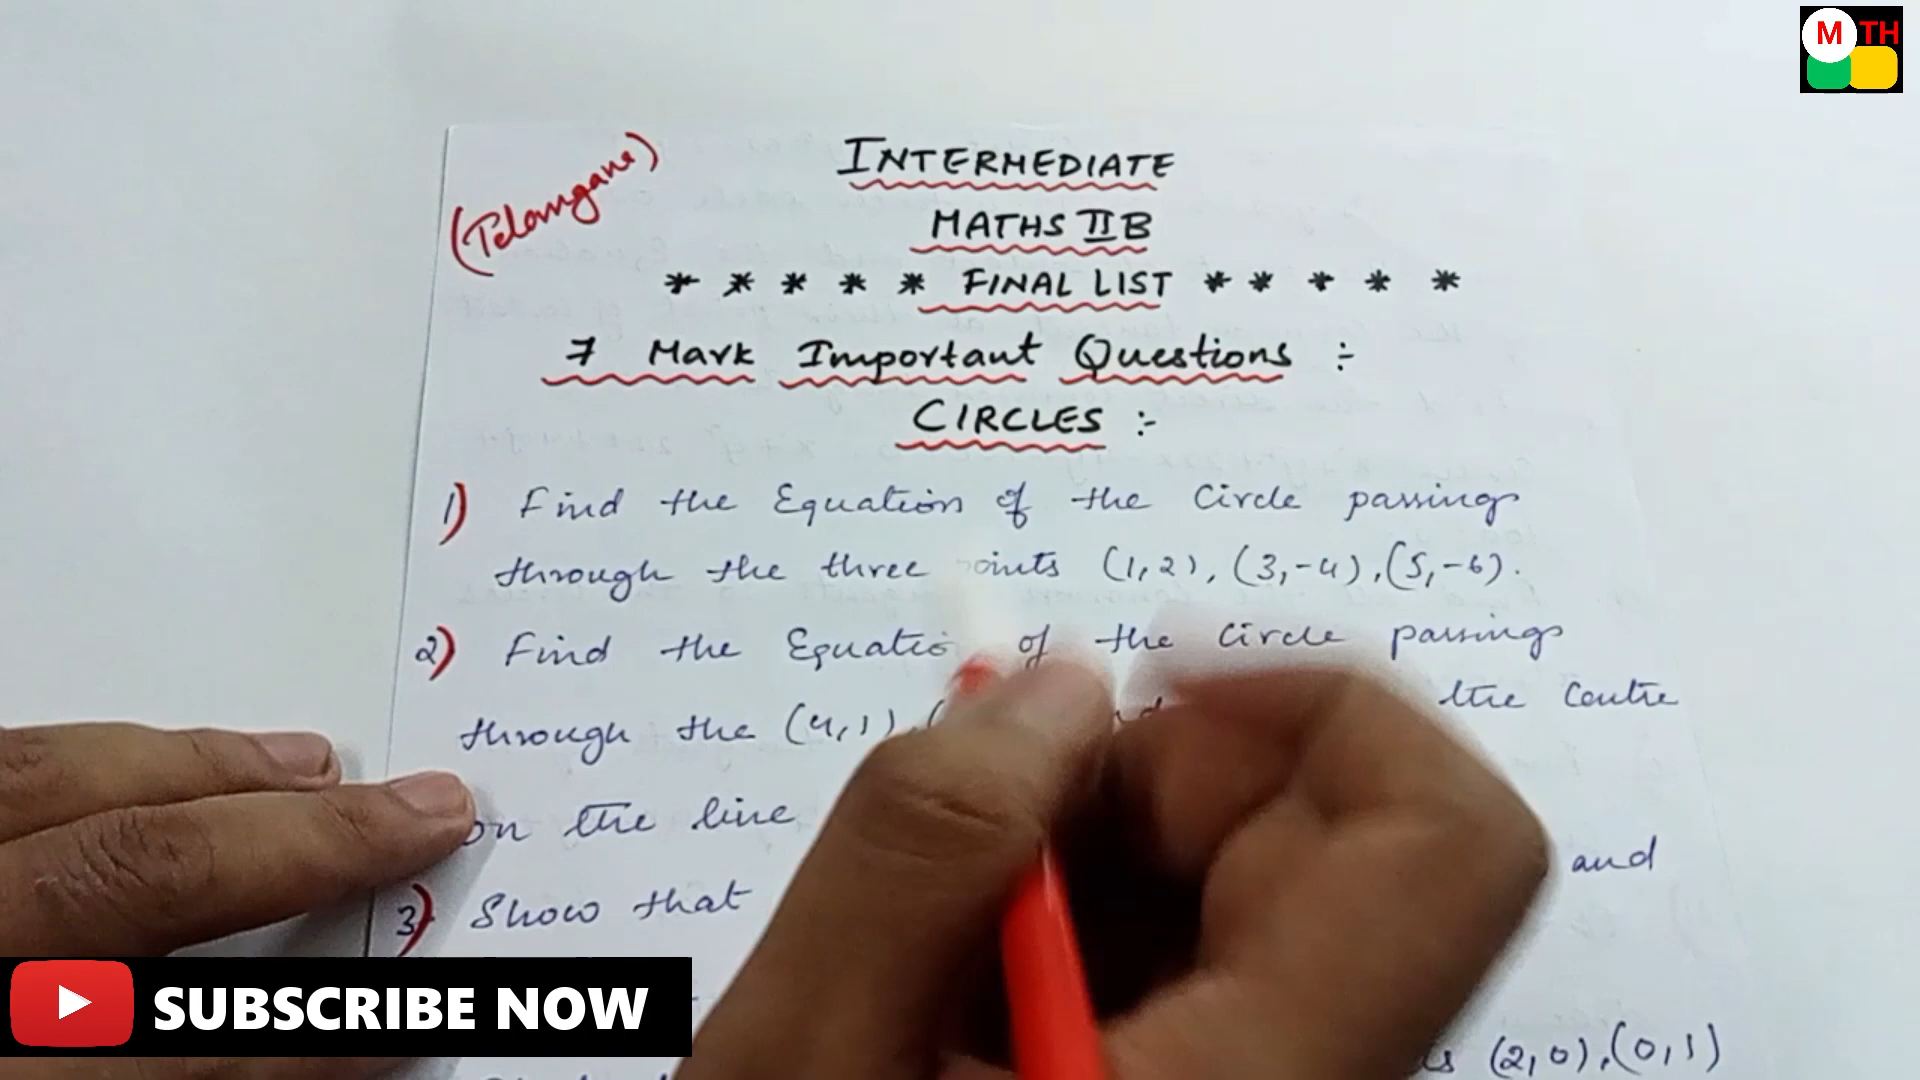 M TH
(Telangana)
INTERMEDIATE
MATHS II B
* * * * * FINAL LIST * * * * *
7 Mark Important Questions :-
CIRCLES :-
1) Find the Equation of the Circle passing
through the three points (1,2), (3,-4), (5,-6).
2) Find the Equatio of the Circle passing
through the (4,1), ( the Centre
on the line
and
3) Show that
(2,0), (0,1)
SUBSCRIBE NOW